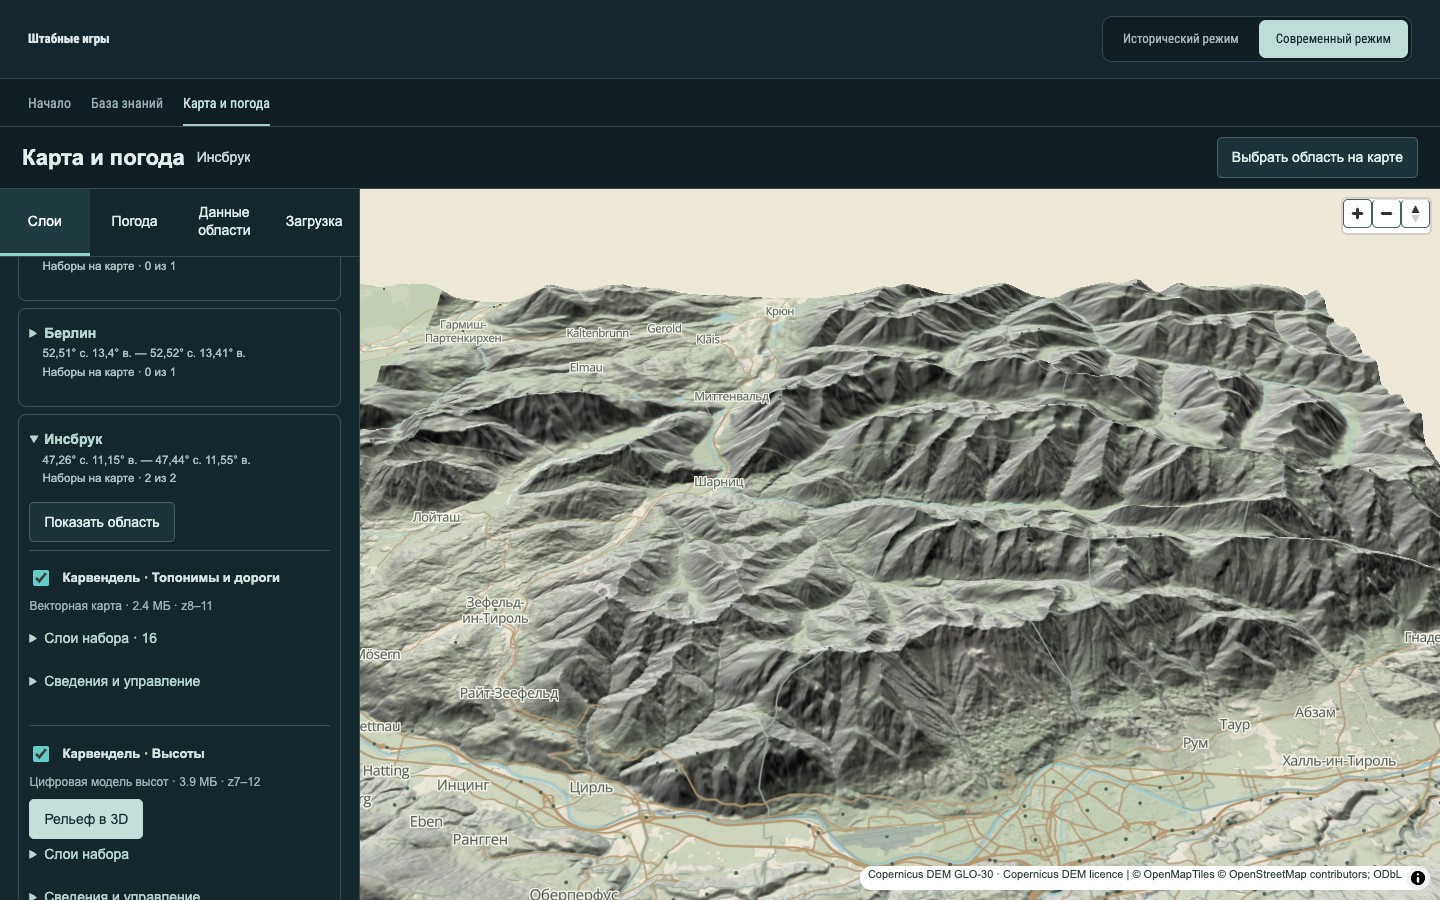 Штабные игры
Исторический режим
Современный режим
Начало
База знаний
Карта и погода
Карта и погода
Инсбрук
Выбрать область на карте
Слои
Погода
Данные
области
Загрузка
Наборы на карте · 0 из 1
Берлин
52,51° с. 13,4° в. — 52,52° с. 13,41° в.
Наборы на карте · 0 из 1
Инсбрук
47,26° с. 11,15° в. — 47,44° с. 11,55° в.
Наборы на карте · 2 из 2
Показать область
Карвендель · Топонимы и дороги
Векторная карта · 2.4 МБ · z8–11
Слои набора · 16
Сведения и управление
Карвендель · Высоты
Цифровая модель высот · 3.9 МБ · z7–12
Рельеф в 3D
Слои набора
Сведения и управление
Крюн
Гармиш-
Партенкирхен
Kaltenbrunn
Gerold
Klais
Elmau
Миттенвальд
Шарниц
Лойташ
Зефельд-
ин-Тироль
Mösern
Райт-Зеефельд
ettnau
Hatting
rg
Инцинг
Цирль
Eben
Рангген
Оберперфус
Гнаде
Абзам
Таур
Рум
Халль-ин-Тироль
Copernicus DEM GLO-30 · Copernicus DEM licence | © OpenMapTiles © OpenStreetMap contributors; ODbL